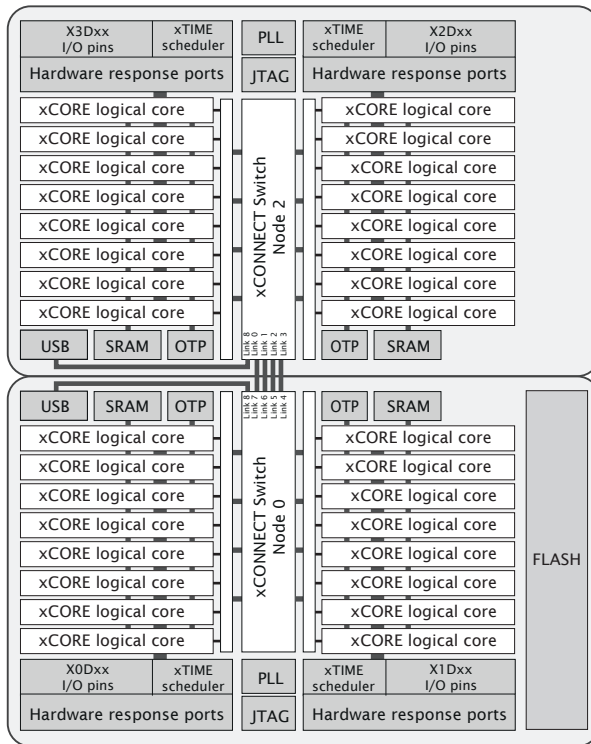 X3Dxx
I/O pins
xTIME
scheduler
PLL
xTIME
scheduler
X2Dxx
I/O pins
Hardware response ports
JTAG
Hardware response ports
xCORE logical core
xCORE logical core
xCORE logical core
xCORE logical core
xCORE logical core
xCORE logical core
xCORE logical core
xCORE logical core
xCONNECT Switch
Node 2
xCORE logical core
xCORE logical core
xCORE logical core
xCORE logical core
xCORE logical core
xCORE logical core
xCORE logical core
xCORE logical core
USB
SRAM
OTP
Link 8
Link 0
Link 1
Link 2
Link 3
OTP
SRAM
USB
SRAM
OTP
Link 8
Link 7
Link 6
Link 5
Link 4
OTP
SRAM
xCORE logical core
xCORE logical core
xCORE logical core
xCORE logical core
xCORE logical core
xCORE logical core
xCORE logical core
xCORE logical core
xCONNECT Switch
Node 0
xCORE logical core
xCORE logical core
xCORE logical core
xCORE logical core
xCORE logical core
xCORE logical core
xCORE logical core
xCORE logical core
FLASH
X0Dxx
I/O pins
xTIME
scheduler
PLL
xTIME
scheduler
X1Dxx
I/O pins
Hardware response ports
JTAG
Hardware response ports